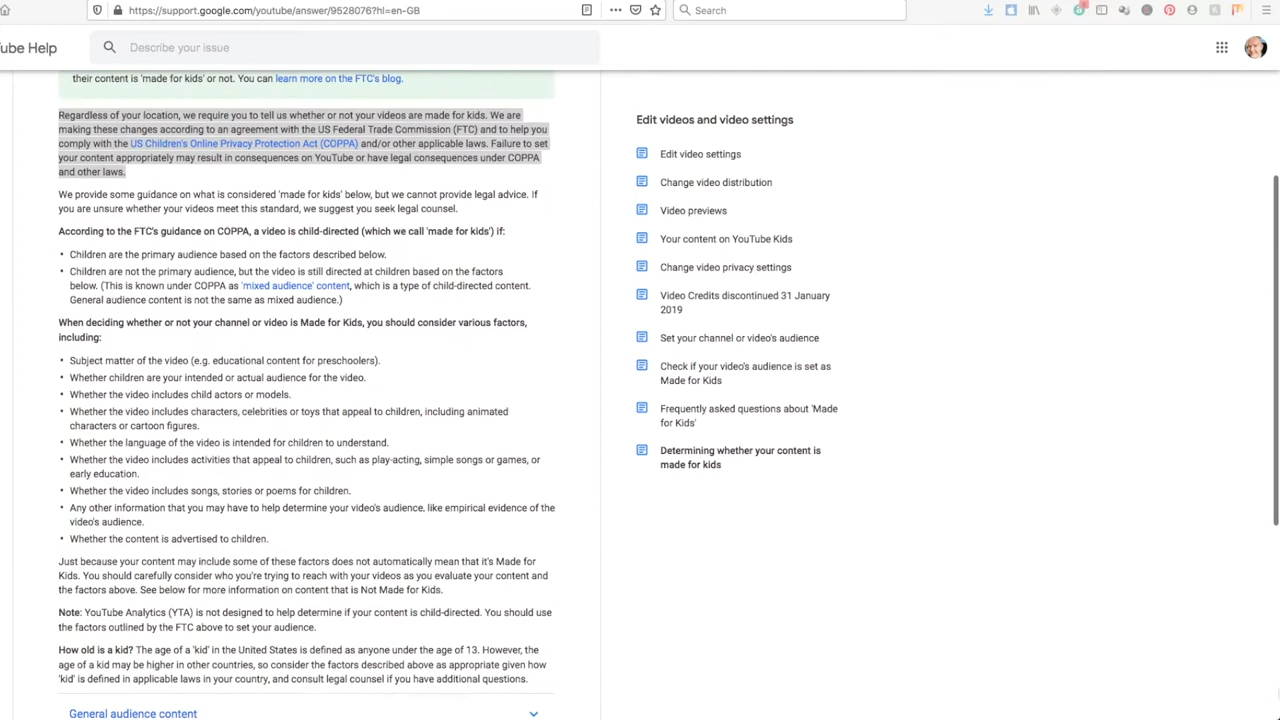 https://support.google.com/youtube/answer/9528076?hl=en-GB
Search
Tube Help
Describe your issue
their content is 'made for kids' or not. You can learn more on the FTC's blog.
Regardless of your location, we require you to tell us whether or not your videos are made for kids. We are
making these changes according to an agreement with the US Federal Trade Commission (FTC) and to help you
comply with the US Children's Online Privacy Protection Act (COPPA) and/or other applicable laws. Failure to set
your content appropriately may result in consequences on YouTube or have legal consequences under COPPA
and other laws.
We provide some guidance on what is considered 'made for kids' below, but we cannot provide legal advice. If
you are unsure whether your videos meet this standard, we suggest you seek legal counsel.
According to the FTC's guidance on COPPA, a video is child-directed (which we call 'made for kids') if:
• Children are the primary audience based on the factors described below.
• Children are not the primary audience, but the video is still directed at children based on the factors
below. (This is known under COPPA as 'mixed audience' content, which is a type of child-directed content.
General audience content is not the same as mixed audience.)
When deciding whether or not your channel or video is Made for Kids, you should consider various factors,
including:
• Subject matter of the video (e.g. educational content for preschoolers).
• Whether children are your intended or actual audience for the video.
• Whether the video includes child actors or models.
• Whether the video includes characters, celebrities or toys that appeal to children, including animated
characters or cartoon figures.
• Whether the language of the video is intended for children to understand.
• Whether the video includes activities that appeal to children, such as play-acting, simple songs or games, or
early education.
• Whether the video includes songs, stories or poems for children.
• Any other information that you may have to help determine your video's audience, like empirical evidence of the
video's audience.
• Whether the content is advertised to children.
Just because your content may include some of these factors does not automatically mean that it's Made for
Kids. You should carefully consider who you're trying to reach with your videos as you evaluate your content and
the factors above. See below for more information on content that is Not Made for Kids.
Note: YouTube Analytics (YTA) is not designed to help determine if your content is child-directed. You should use
the factors outlined by the FTC above to set your audience.
How old is a kid? The age of a 'kid' in the United States is defined as anyone under the age of 13. However, the
age of a kid may be higher in other countries, so consider the factors described above as appropriate given how
'kid' is defined in applicable laws in your country, and consult legal counsel if you have additional questions.
General audience content
Edit videos and video settings
Edit video settings
Change video distribution
Video previews
Your content on YouTube Kids
Change video privacy settings
Video Credits discontinued 31 January
2019
Set your channel or video's audience
Check if your video's audience is set as
Made for Kids
Frequently asked questions about 'Made
for Kids'
Determining whether your content is
made for kids